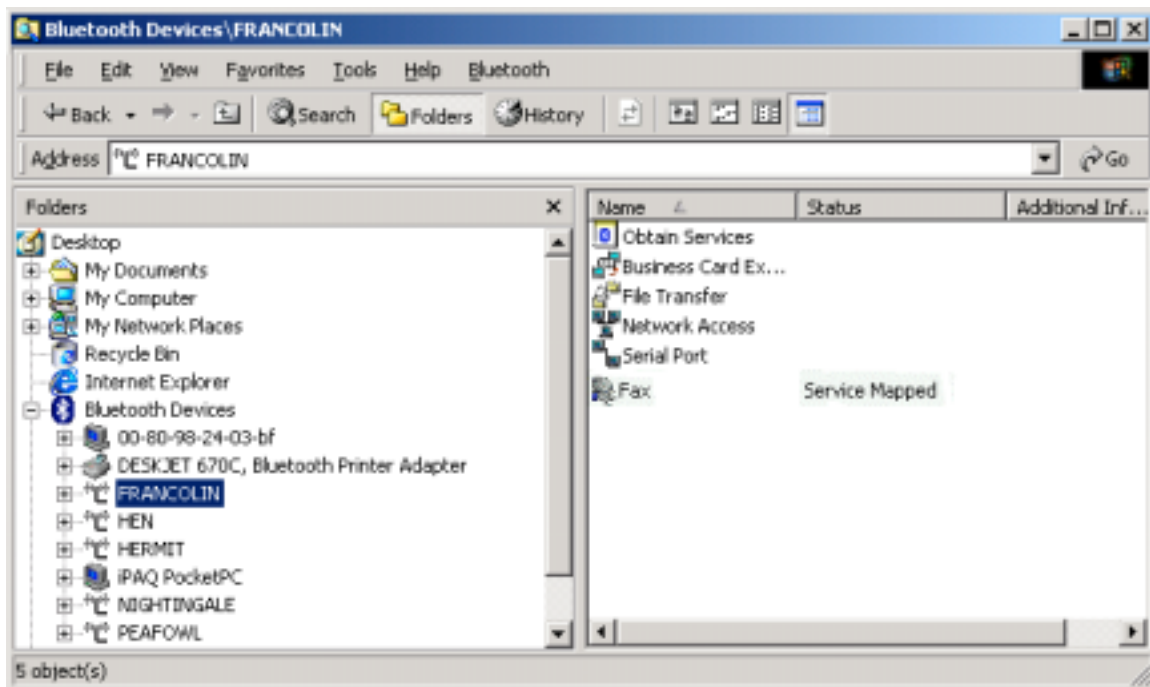 Bluetooth Devices\FRANCOLIN
File Edit View Favorites Tools Help Bluetooth
Back Search Folders History
Address FRANCOLIN Go
Folders
Desktop
My Documents
My Computer
My Network Places
Recycle Bin
Internet Explorer
Bluetooth Devices
00-80-98-24-03-bf
DESKJET 670C, Bluetooth Printer Adapter
FRANCOLIN
HEN
HERMIT
iPAQ PocketPC
NIGHTINGALE
PEAFOWL
Name Status Additional Inf...
Obtain Services
Business Card Ex...
File Transfer
Network Access
Serial Port
Fax Service Mapped
5 object(s)